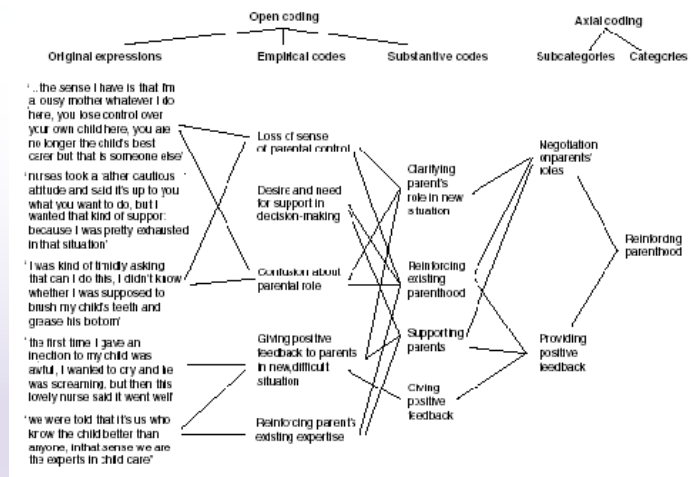 Open coding
Axial coding
Original expressions
Empirical codes
Substantive codes
Subcategories
Categories
'...the sense I have is that I'm
a lousy mother whatever I do
here, you lose control over
your own child here, you are
no longer the child's best
carer but that is someone else'
'nurses took a rather cautious
attitude and said it's up to you
what you want to do, but I
wanted that kind of support
because I was pretty exhausted
in that situation'
'I was kind of timidly asking
that can I do this, I didn't know
whether I was supposed to
brush my child's teeth and
grease his bottom'
'the first time I gave an
injection to my child was
awful, I wanted to cry and he
was screaming, but then this
lovely nurse said it went well'
'we were told that it's us who
know the child better than
anyone, in that sense we are
the experts in child care'
Loss of sense
of parental control
Desire and need
for support in
decision-making
Confusion about
parental role
Giving positive
feedback to parents
in new, difficult
situation
Reinforcing parent's
existing expertise
Clarifying
parent's
role in new
situation
Reinforcing
existing
parenthood
Supporting
parents
Giving
positive
feedback
Negotiation
on parents'
roles
Providing
positive
feedback
Reinforcing
parenthood